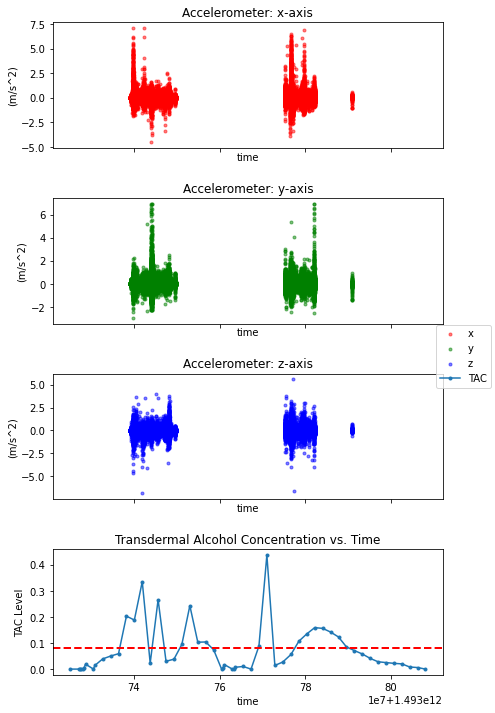 Accelerometer: x-axis
7.5
5.0
2.5
0.0
−2.5
−5.0
(m/s^2)
time
Accelerometer: y-axis
6
4
2
0
−2
(m/s^2)
time
x
y
z
TAC
Accelerometer: z-axis
5.0
2.5
0.0
−2.5
−5.0
(m/s^2)
time
Transdermal Alcohol Concentration vs. Time
0.4
0.3
0.2
0.1
0.0
TAC Level
74 76 78 80
time
1e7+1.493e12